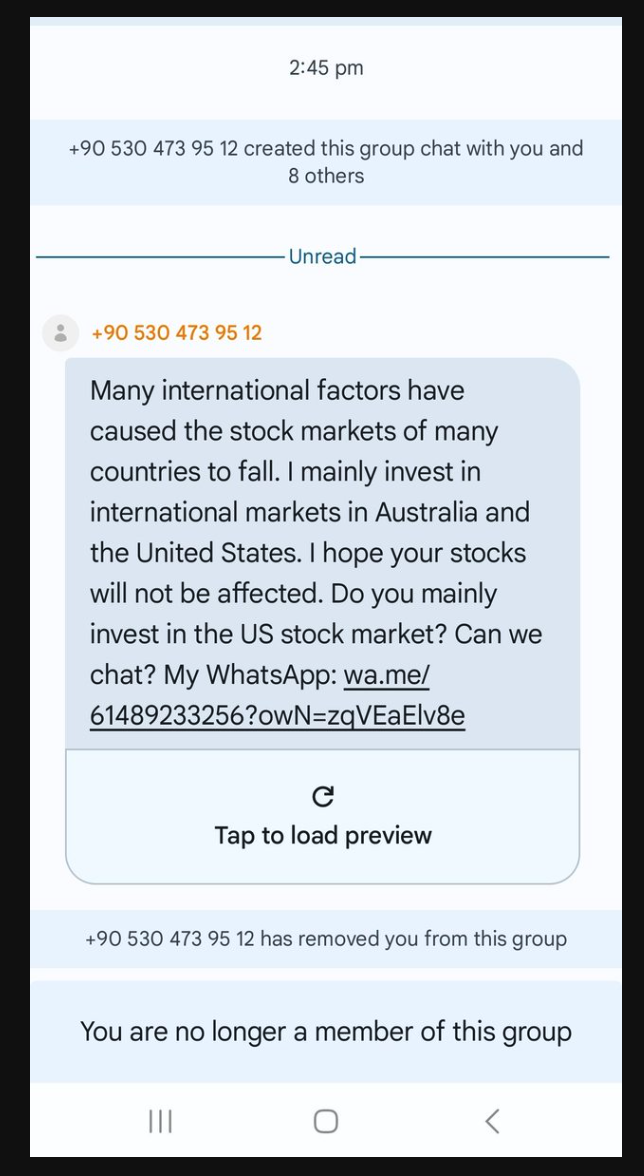 2:45 pm
+90 530 473 95 12 created this group chat with you and
8 others
Unread
+90 530 473 95 12
Many international factors have
caused the stock markets of many
countries to fall. I mainly invest in
international markets in Australia and
the United States. I hope your stocks
will not be affected. Do you mainly
invest in the US stock market? Can we
chat? My WhatsApp: wa.me/
61489233256?owN=zqVEaElv8e
Tap to load preview
+90 530 473 95 12 has removed you from this group
You are no longer a member of this group